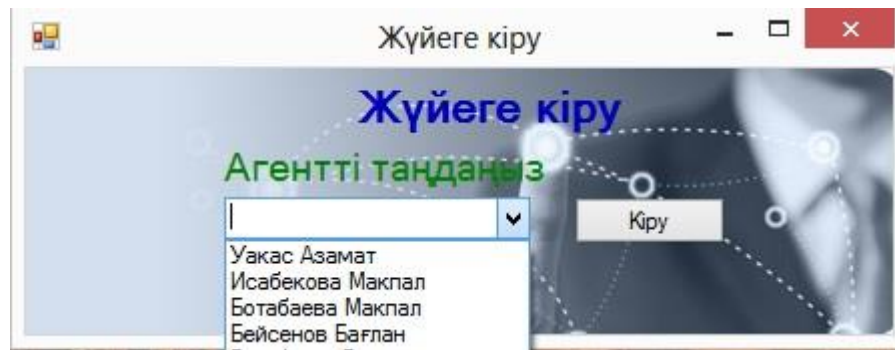 Жүйеге кіру
Жүйеге кіру
Агентті таңдаңыз
Кіру
Уакас Азамат
Исабекова Макпал
Ботабаева Макпал
Бейсенов Бағлан